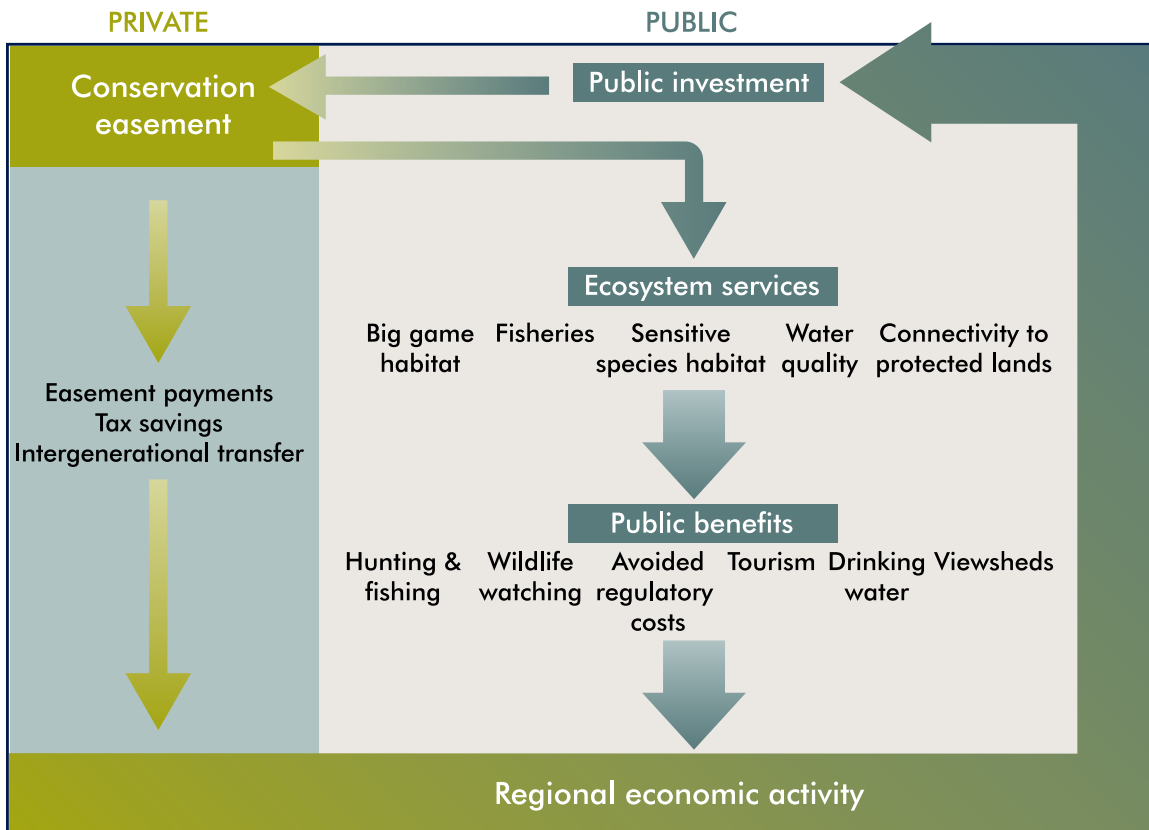 PRIVATE
PUBLIC
Conservation
easement
Public investment
Ecosystem services
Big game
habitat
Fisheries
Sensitive
species habitat
Water
quality
Connectivity to
protected lands
Easement payments
Tax savings
Intergenerational transfer
Public benefits
Hunting &
fishing
Wildlife
watching
Avoided
regulatory
costs
Tourism
Drinking
water
Viewsheds
Regional economic activity